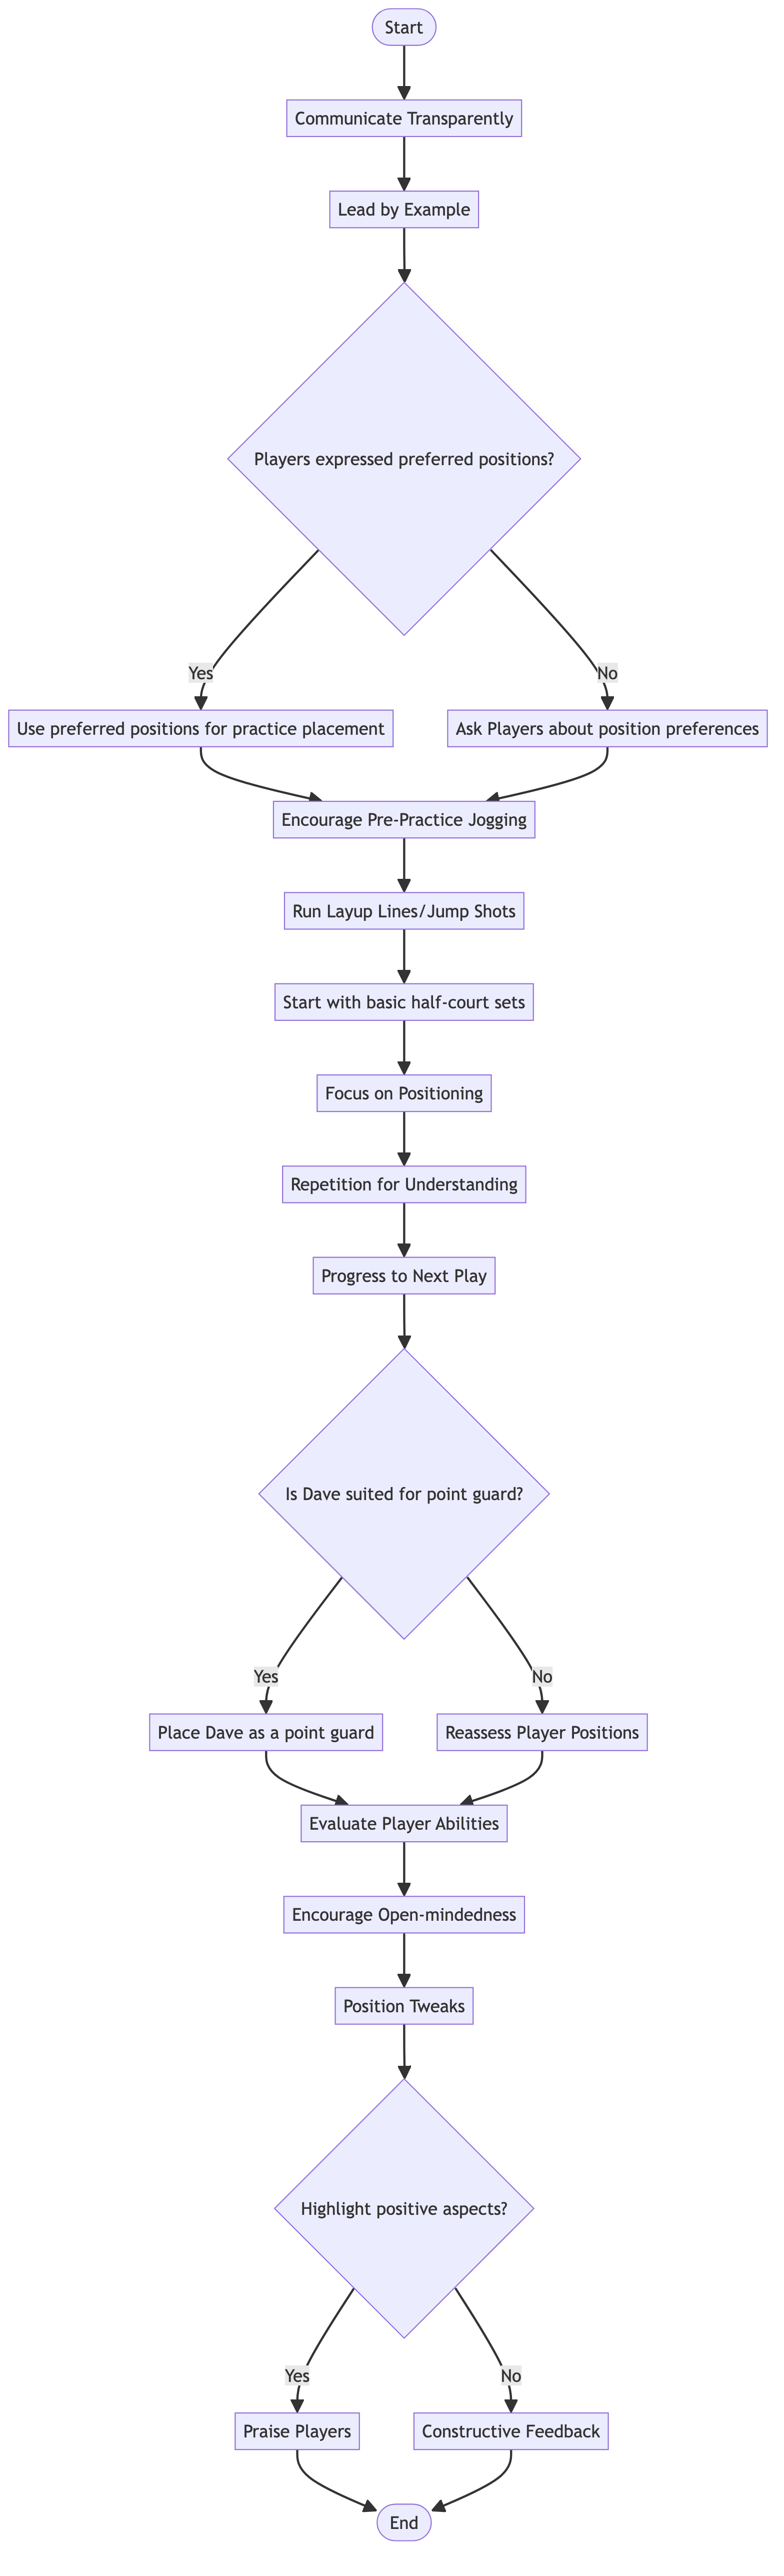 Start
Communicate Transparently
Lead by Example
Players expressed preferred positions?
Yes
No
Use preferred positions for practice placement
Ask Players about position preferences
Encourage Pre-Practice Jogging
Run Layup Lines/Jump Shots
Start with basic half-court sets
Focus on Positioning
Repetition for Understanding
Progress to Next Play
Is Dave suited for point guard?
Yes
No
Place Dave as a point guard
Reassess Player Positions
Evaluate Player Abilities
Encourage Open-mindedness
Position Tweaks
Highlight positive aspects?
Yes
No
Praise Players
Constructive Feedback
End